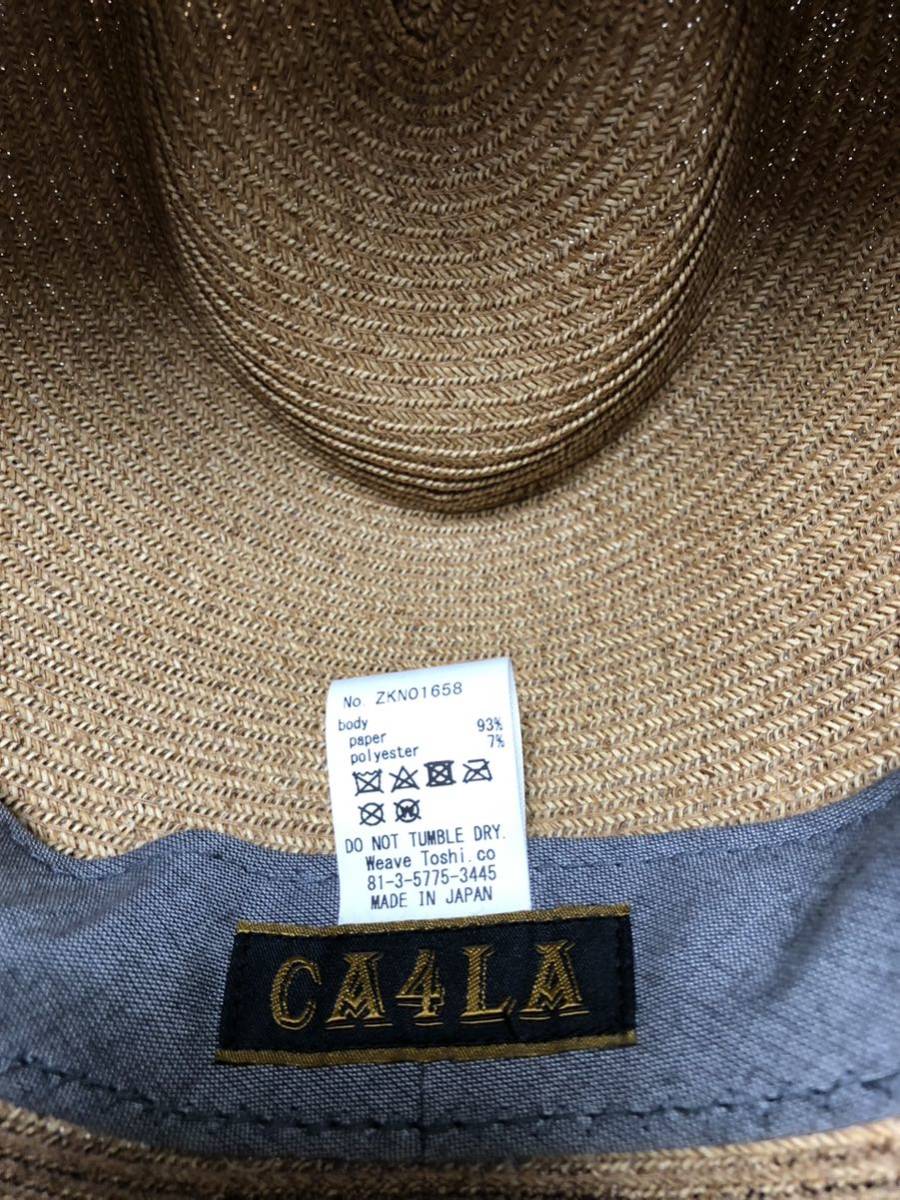 No. ZKN01658
body
paper 93%
polyester 7%
W
DO NOT TUMBLE DRY.
Weave Toshi.co
81-3-5775-3445
MADE IN JAPAN
CA4LA